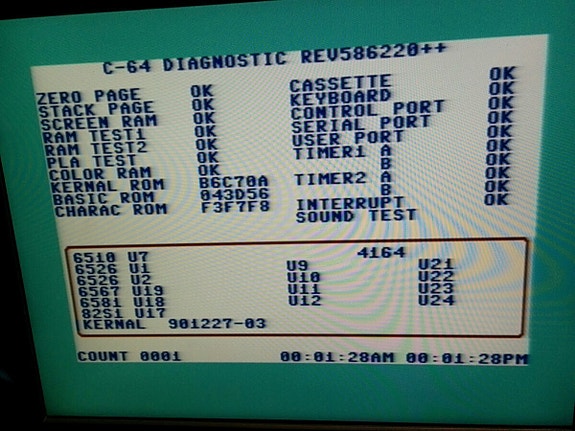 C-64 DIAGNOSTIC REV586220++
ZERO PAGE OK
STACK PAGE OK
SCREEN RAM OK
RAM TEST1 OK
RAM TEST2 OK
PLA TEST OK
COLOR RAM OK
KERNAL ROM B6C70A
BASIC ROM 043D56
CHARAC ROM F3F7F8
CASSETTE OK
KEYBOARD OK
CONTROL PORT OK
SERIAL PORT OK
USER PORT OK
TIMER1 A OK
B OK
TIMER2 A OK
B OK
INTERRUPT OK
SOUND TEST
4164
6510 U7
6526 U1 U9 U21
6526 U2 U10 U22
6567 U19 U11 U23
6581 U18 U12 U24
82S1 U17
KERNAL 901227-03
COUNT 0001 00:01:28AM 00:01:28PM